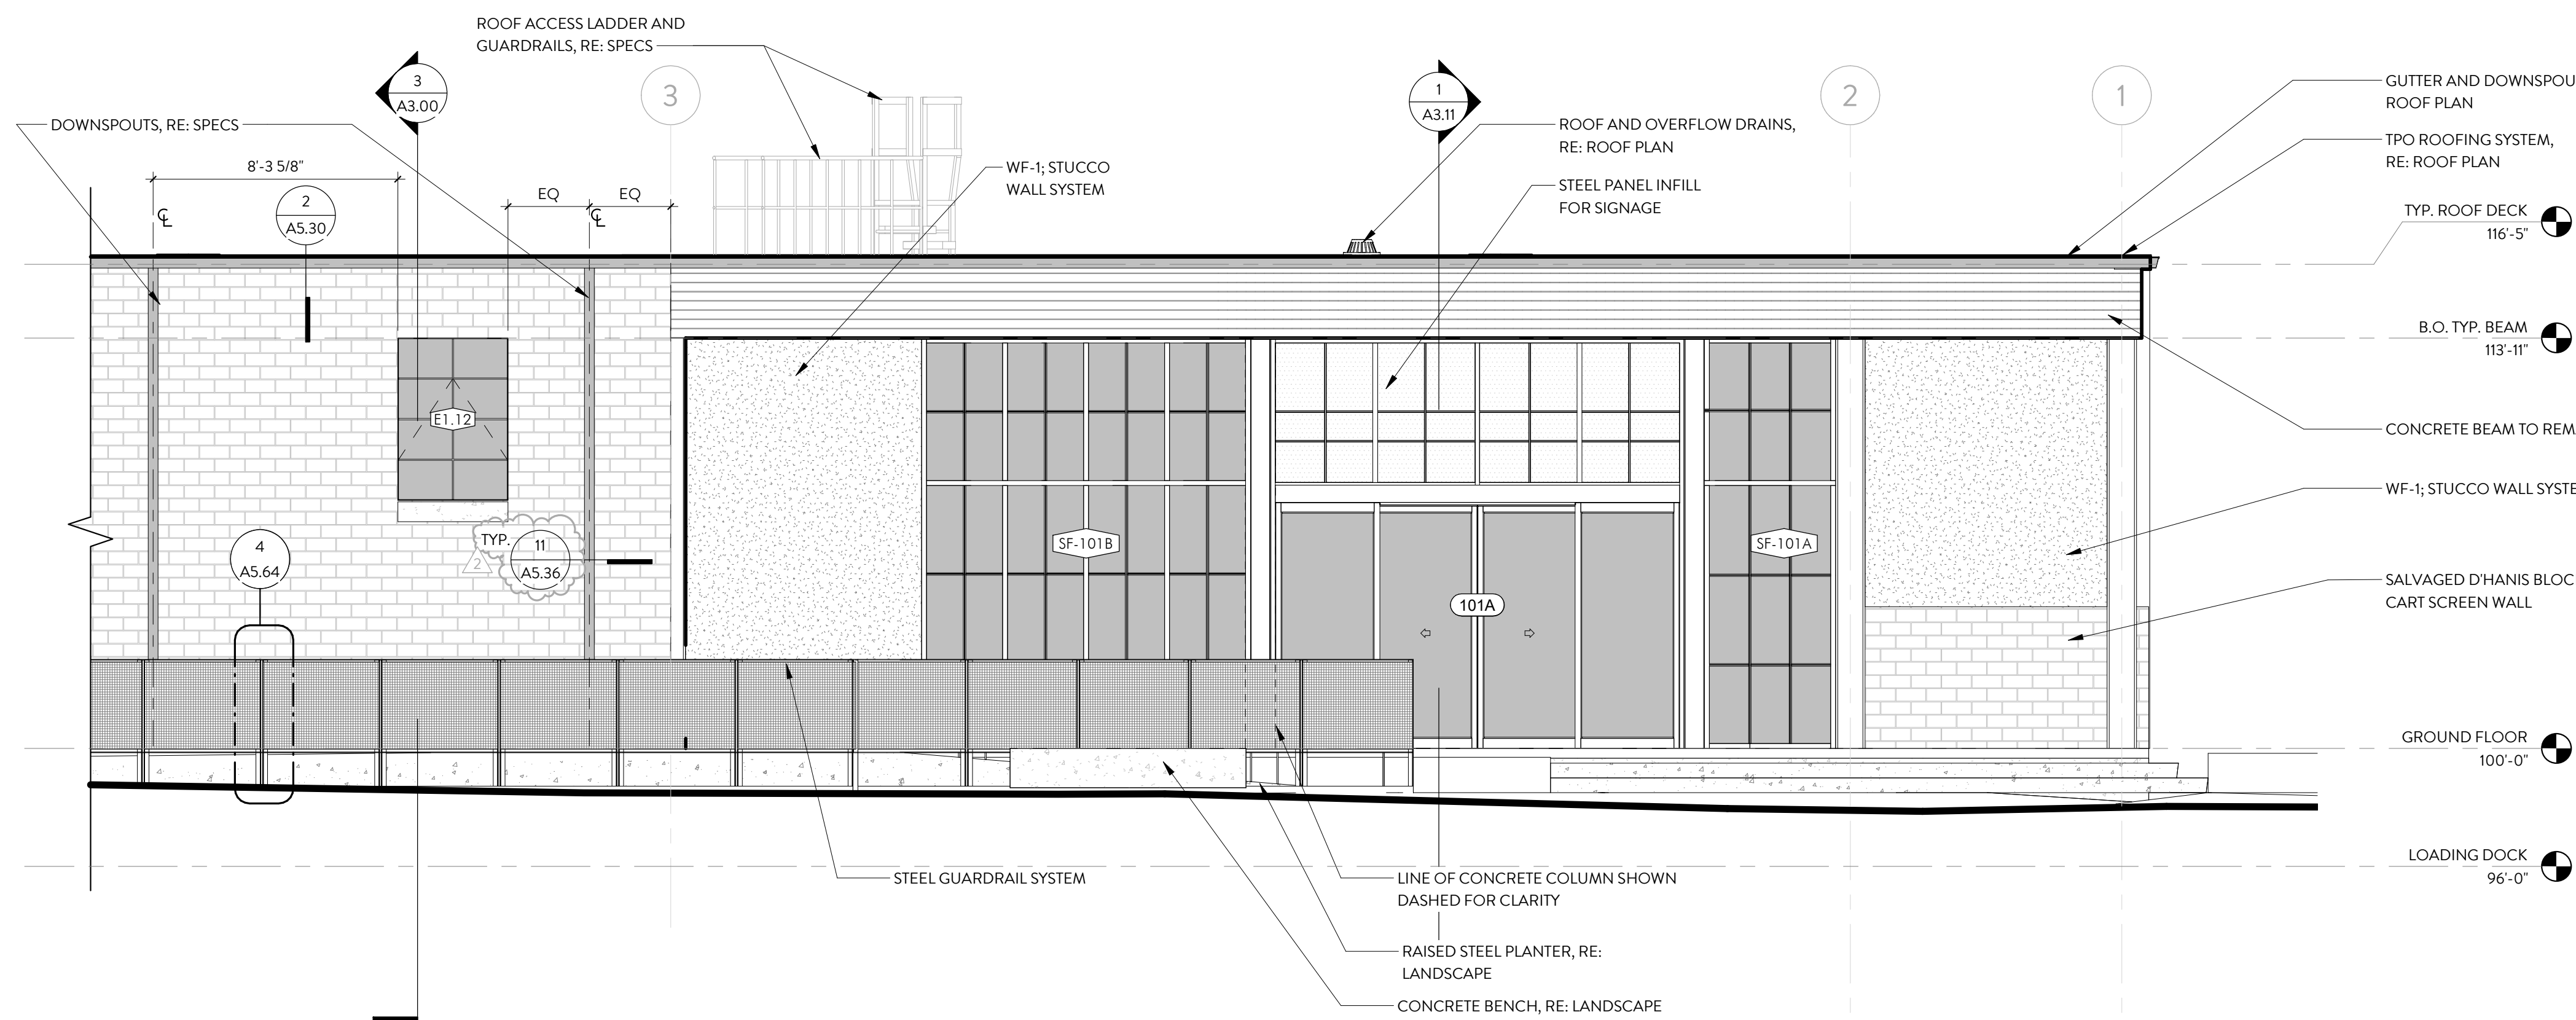 ROOF ACCESS LADDER AND
GUARDRAILS, RE: SPECS
3
A3.00
3
1
A3.11
2
1
GUTTER AND DOWNSPOU
ROOF PLAN
DOWNSPOUTS, RE: SPECS
ROOF AND OVERFLOW DRAINS,
RE: ROOF PLAN
TPO ROOFING SYSTEM,
RE: ROOF PLAN
8'-3 5/8"
WF-1; STUCCO
WALL SYSTEM
STEEL PANEL INFILL
FOR SIGNAGE
EQ
EQ
2
A5.30
℄
℄
TYP. ROOF DECK
116'-5"
B.O. TYP. BEAM
113'-11"
E1.12
CONCRETE BEAM TO REM
WF-1; STUCCO WALL SYSTE
4
A5.64
TYP.
11
A5.36
2
SF-101B
SF-101A
101A
SALVAGED D'HANIS BLOC
CART SCREEN WALL
GROUND FLOOR
100'-0"
LOADING DOCK
96'-0"
STEEL GUARDRAIL SYSTEM
LINE OF CONCRETE COLUMN SHOWN
DASHED FOR CLARITY
RAISED STEEL PLANTER, RE:
LANDSCAPE
CONCRETE BENCH, RE: LANDSCAPE